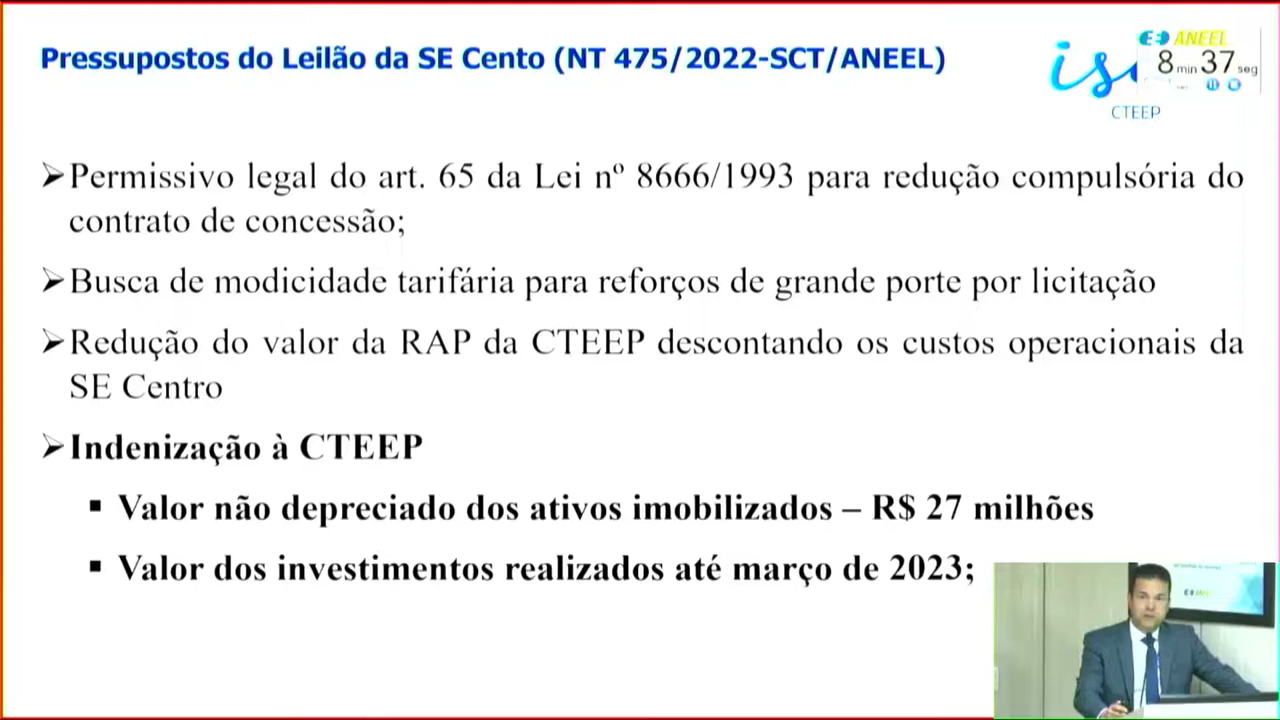 Pressupostos do Leilão da SE Cento (NT 475/2022-SCT/ANEEL)
ANEEL
8 min 37 seg
CTEEP
➢Permissivo legal do art. 65 da Lei nº 8666/1993 para redução compulsória do
contrato de concessão;
➢Busca de modicidade tarifária para reforços de grande porte por licitação
➢Redução do valor da RAP da CTEEP descontando os custos operacionais da
SE Centro
➢Indenização à CTEEP
▪ Valor não depreciado dos ativos imobilizados – R$ 27 milhões
▪ Valor dos investimentos realizados até março de 2023;